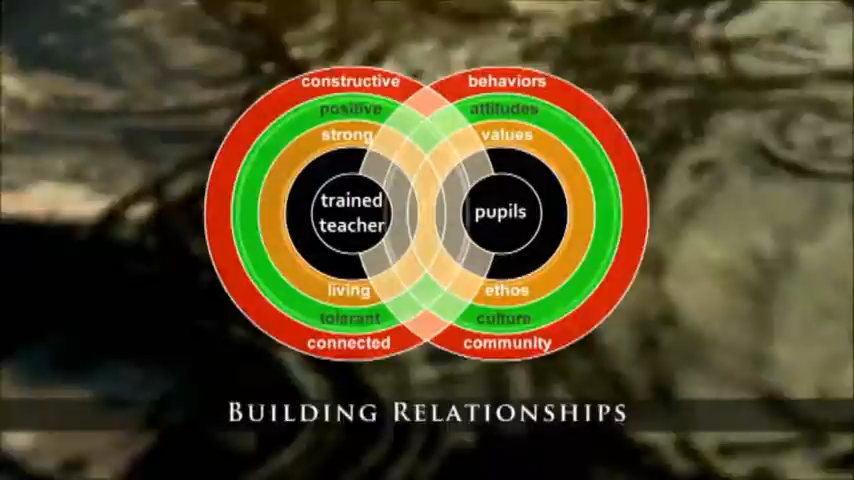 constructive behaviors
positive attitudes
strong values
trained
teacher
pupils
living ethos
tolerant culture
connected community
BUILDING RELATIONSHIPS